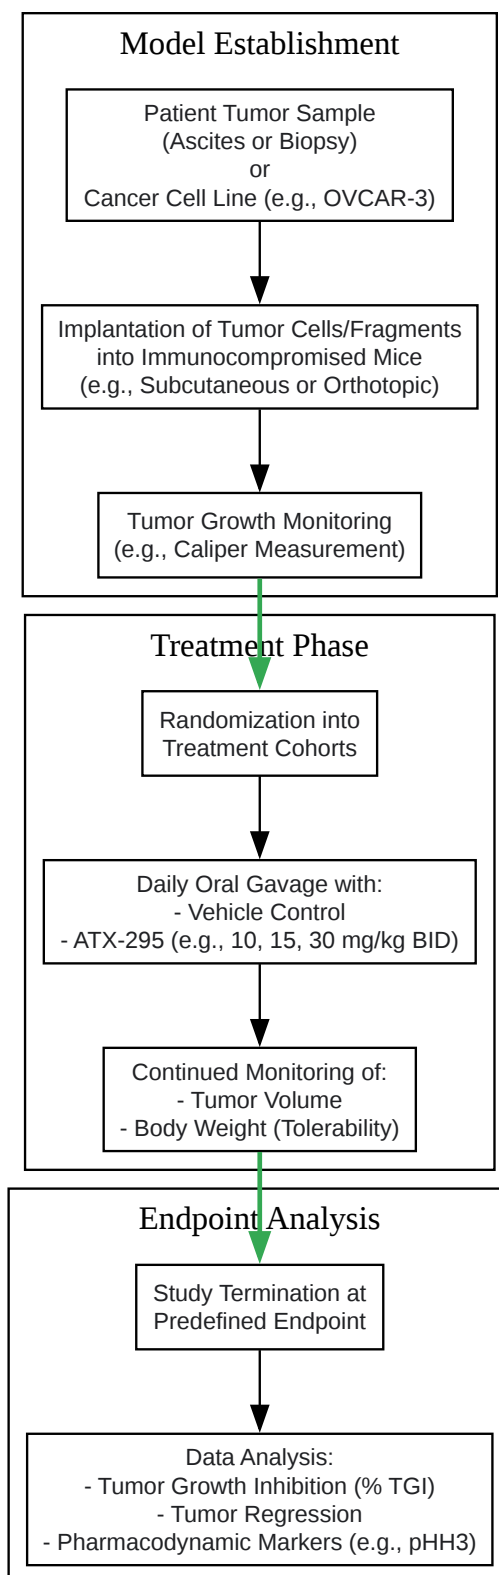 Model Establishment
Patient Tumor Sample
(Ascites or Biopsy)
or
Cancer Cell Line (e.g., OVCAR-3)
Implantation of Tumor Cells/Fragments
into Immunocompromised Mice
(e.g., Subcutaneous or Orthotopic)
Tumor Growth Monitoring
(e.g., Caliper Measurement)
Treatment Phase
Randomization into
Treatment Cohorts
Daily Oral Gavage with:
- Vehicle Control
- ATX-295 (e.g., 10, 15, 30 mg/kg BID)
Continued Monitoring of:
- Tumor Volume
- Body Weight (Tolerability)
Endpoint Analysis
Study Termination at
Predefined Endpoint
Data Analysis:
- Tumor Growth Inhibition (% TGI)
- Tumor Regression
- Pharmacodynamic Markers (e.g., pHH3)